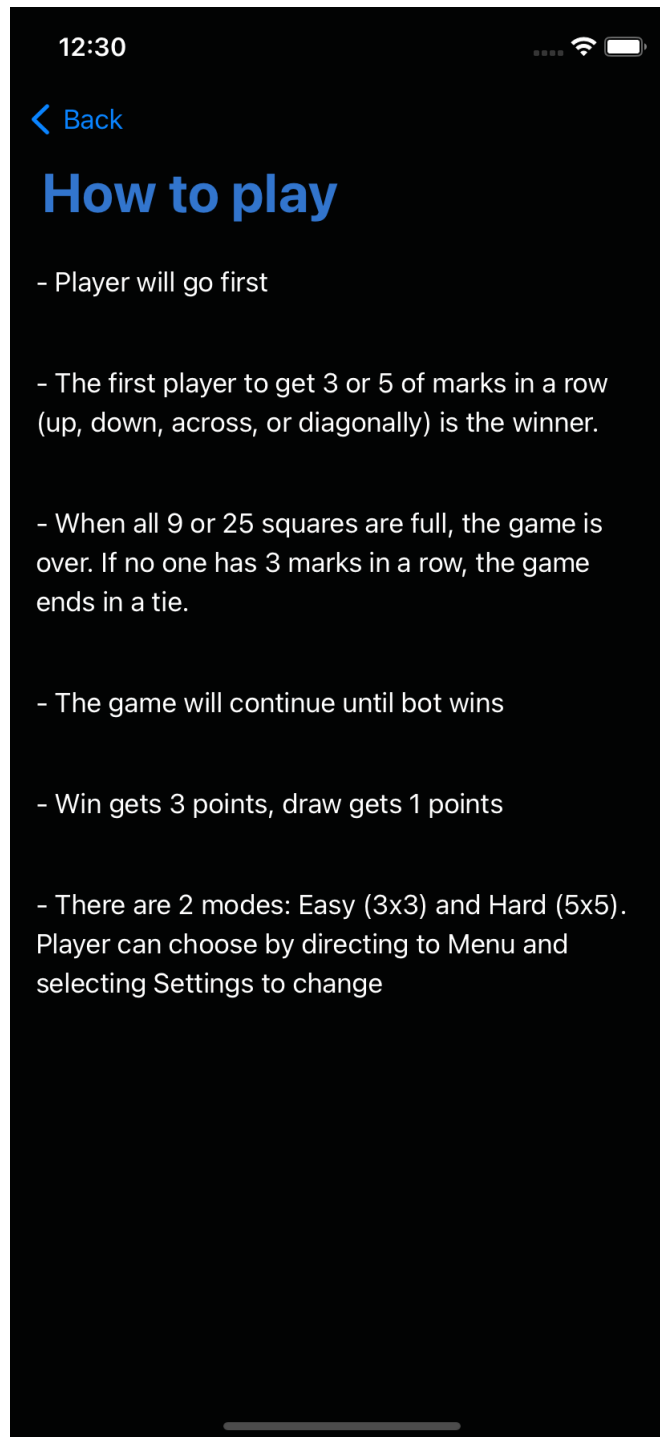 12:30
Back
How to play
- Player will go first
- The first player to get 3 or 5 of marks in a row
(up, down, across, or diagonally) is the winner.
- When all 9 or 25 squares are full, the game is
over. If no one has 3 marks in a row, the game
ends in a tie.
- The game will continue until bot wins
- Win gets 3 points, draw gets 1 points
- There are 2 modes: Easy (3x3) and Hard (5x5).
Player can choose by directing to Menu and
selecting Settings to change